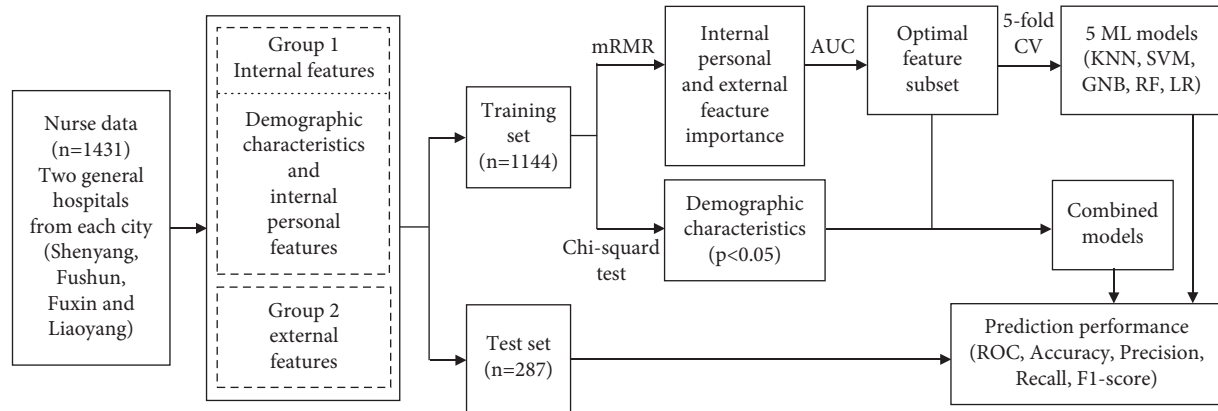 Nurse data
(n=1431)
Two general
hospitals
from each city
(Shenyang,
Fushun,
Fuxin and
Liaoyang)
Group 1
Internal features
Demographic
characteristics
and
internal
personal
features
Group 2
external
features
Training
set
(n=1144)
Test set
(n=287)
mRMR
Chi-squard
test
Internal
personal
and external
feacture
importance
Demographic
characteristics
(p<0.05)
AUC
Optimal
feature
subset
5-fold
CV
5 ML models
(KNN, SVM,
GNB, RF, LR)
Combined
models
Prediction performance
(ROC, Accuracy, Precision,
Recall, F1-score)